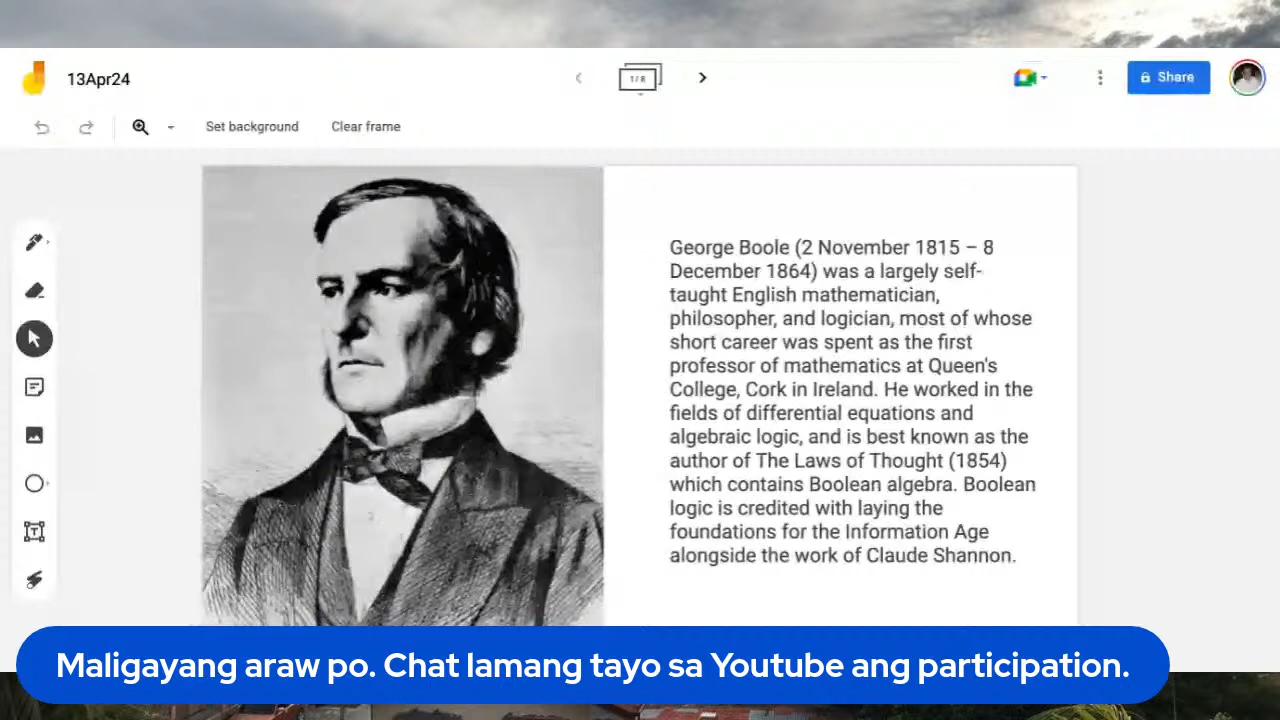 13Apr24
1/8
Share
Set background
Clear frame
George Boole (2 November 1815 – 8
December 1864) was a largely self-
taught English mathematician,
philosopher, and logician, most of whose
short career was spent as the first
professor of mathematics at Queen's
College, Cork in Ireland. He worked in the
fields of differential equations and
algebraic logic, and is best known as the
author of The Laws of Thought (1854)
which contains Boolean algebra. Boolean
logic is credited with laying the
foundations for the Information Age
alongside the work of Claude Shannon.
Maligayang araw po. Chat lamang tayo sa Youtube ang participation.